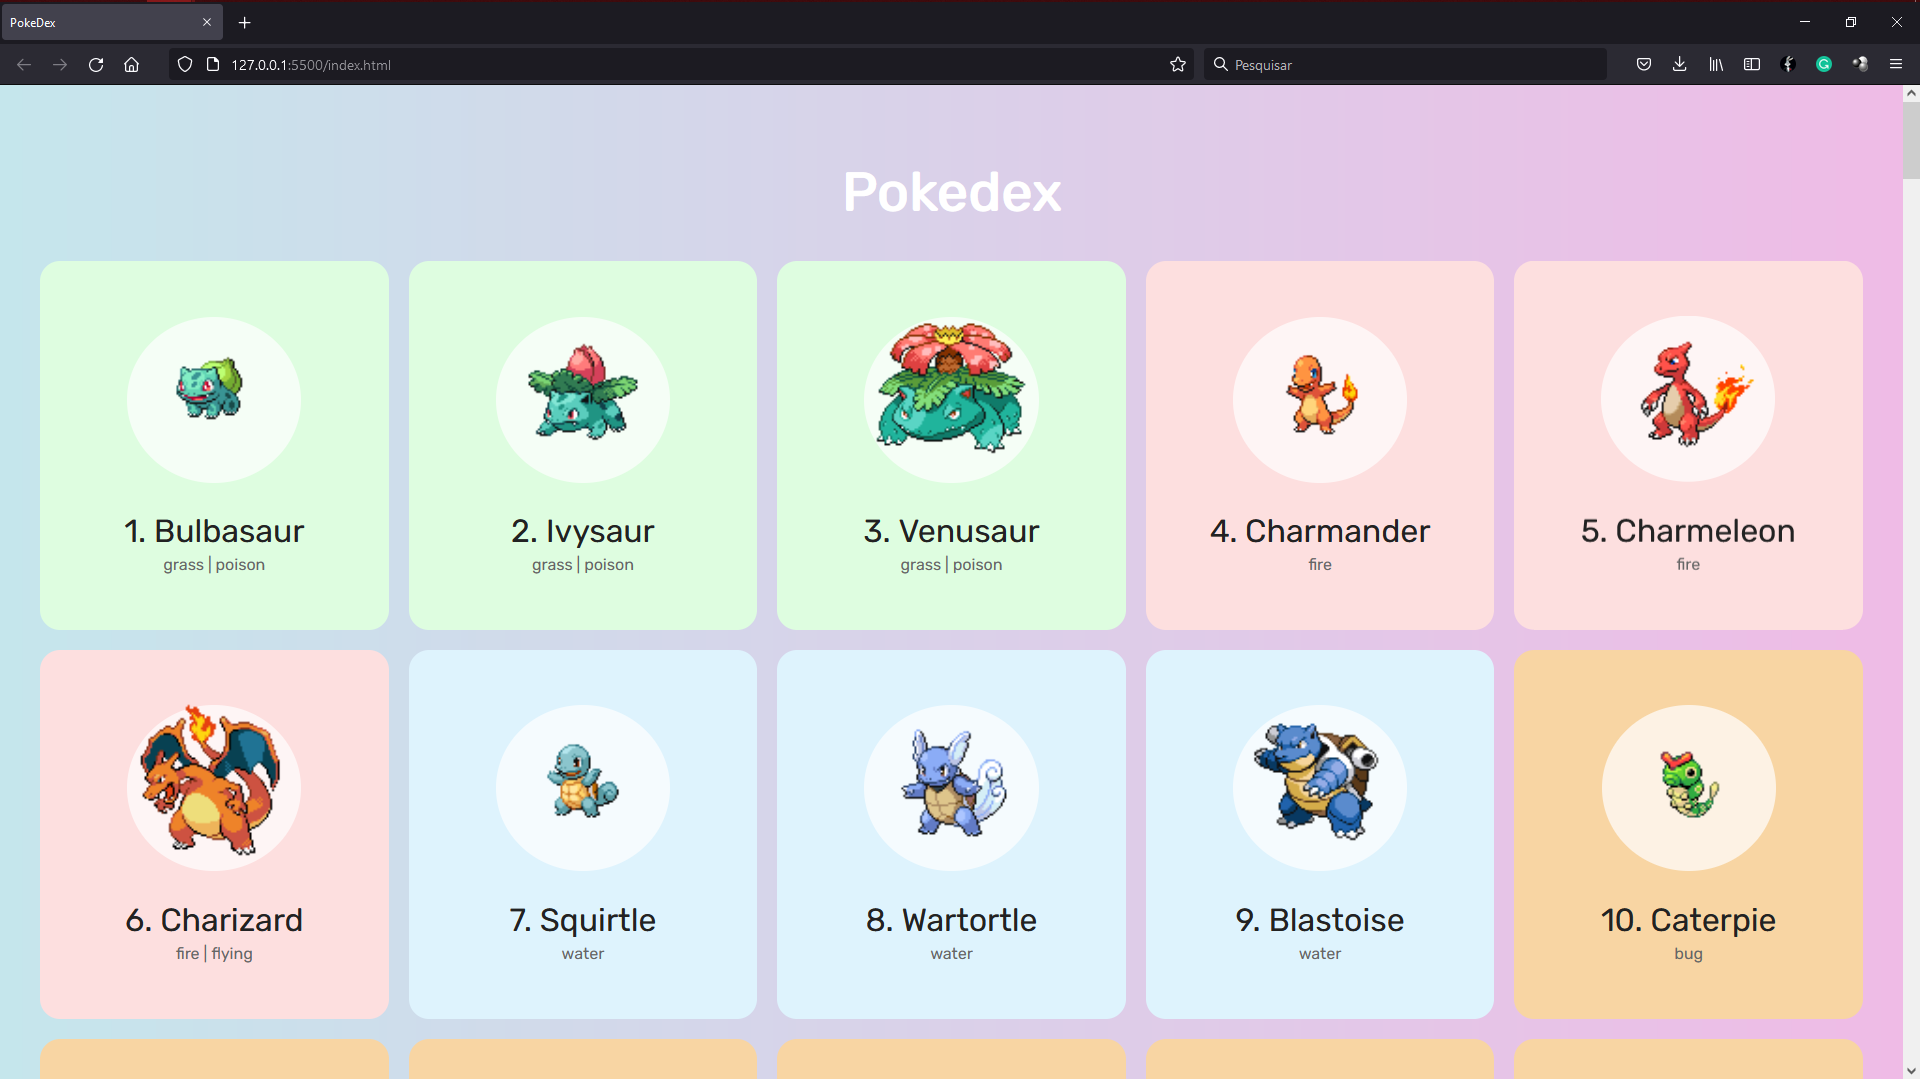 PokeDex
127.0.0.1:5500/index.html
Pesquisar
Pokedex
1. Bulbasaur
grass | poison
2. Ivysaur
grass | poison
3. Venusaur
grass | poison
4. Charmander
fire
5. Charmeleon
fire
6. Charizard
fire | flying
7. Squirtle
water
8. Wartortle
water
9. Blastoise
water
10. Caterpie
bug